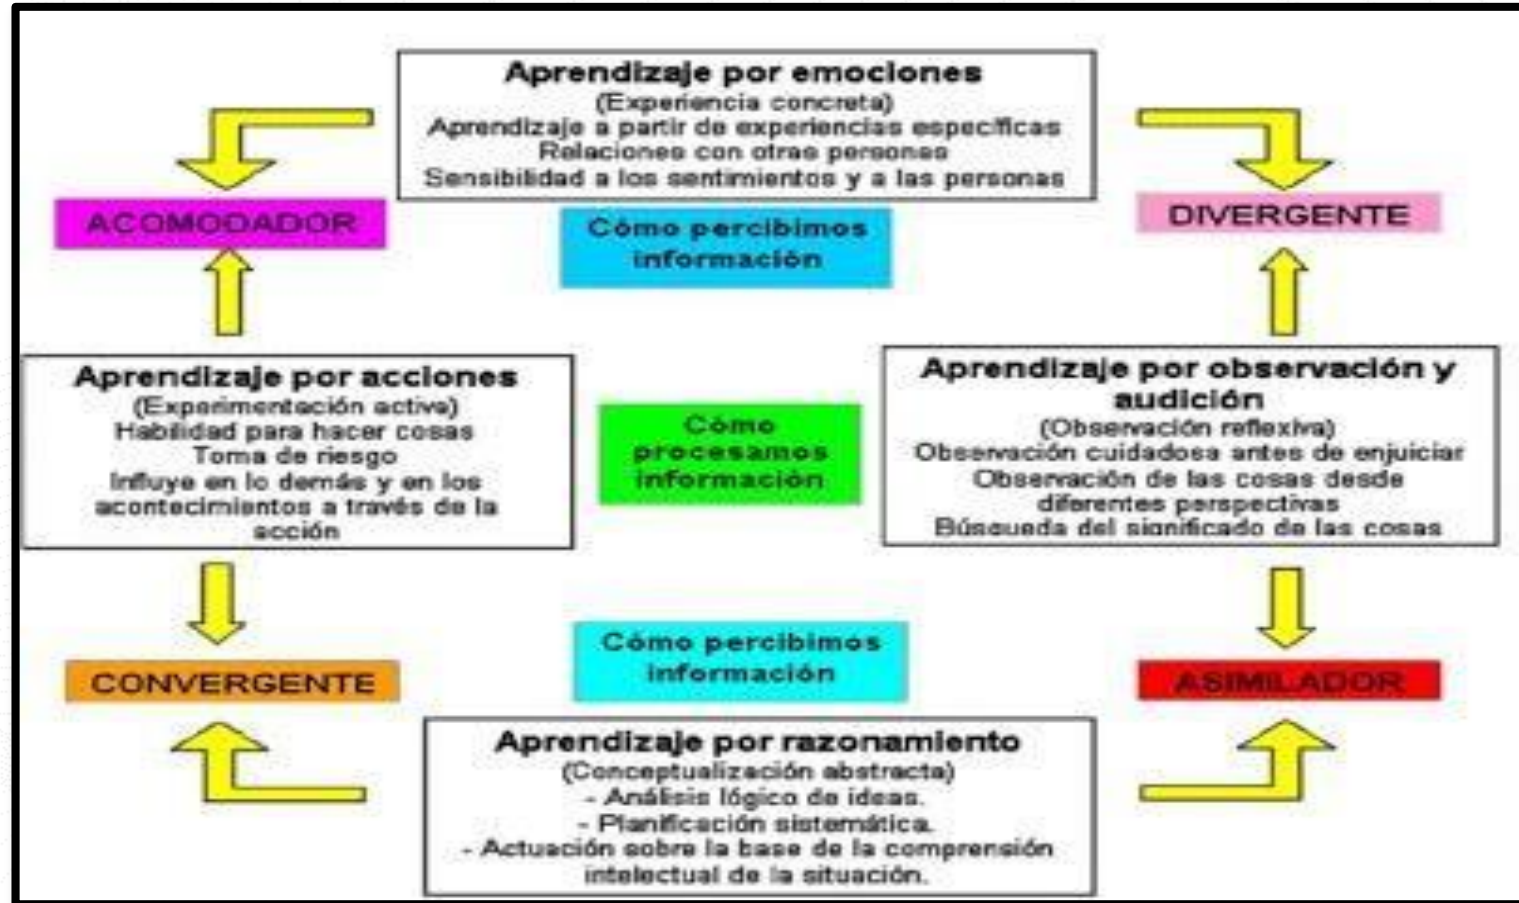 Aprendizaje por emociones
(Experiencia concreta)
Aprendizaje a partir de experiencias específicas
Relaciones con otras personas
Sensibilidad a los sentimientos y a las personas
ACOMODADOR
Cómo percibimos
información
DIVERGENTE
Aprendizaje por acciones
(Experimentación activa)
Habilidad para hacer cosas
Toma de riesgo
Influye en lo demás y en los
acontecimientos a través de la
acción
Cómo
procesamos
información
Aprendizaje por observación y
audición
(Observación reflexiva)
Observación cuidadosa antes de enjuiciar
Observación de las cosas desde
diferentes perspectivas
Búsqueda del significado de las cosas
CONVERGENTE
Cómo percibimos
información
ASIMILADOR
Aprendizaje por razonamiento
(Conceptualización abstracta)
- Análisis lógico de ideas.
- Planificación sistemática.
- Actuación sobre la base de la comprensión
intelectual de la situación.